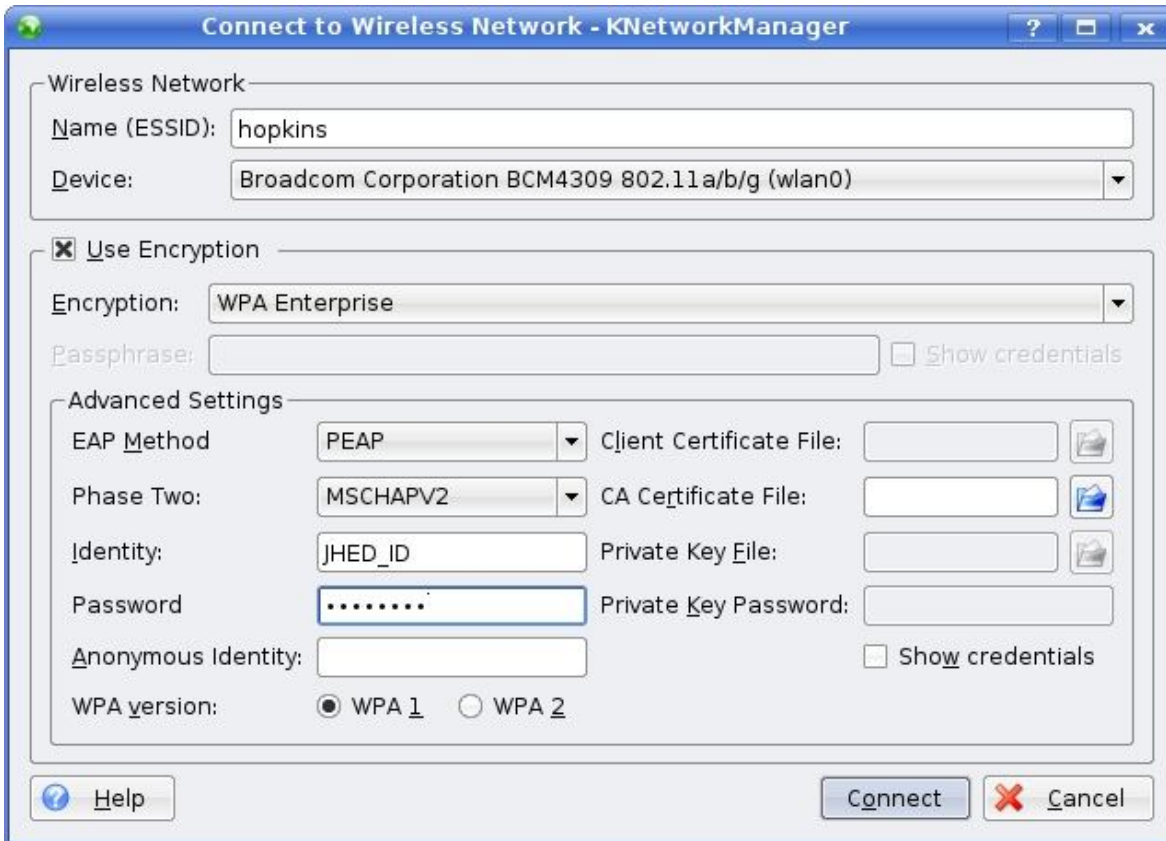 Connect to Wireless Network - KNetworkManager
?
Wireless Network
Name (ESSID): hopkins
Device: Broadcom Corporation BCM4309 802.11a/b/g (wlan0)
Use Encryption
Encryption: WPA Enterprise
Passphrase: Show credentials
Advanced Settings
EAP Method PEAP Client Certificate File:
Phase Two: MSCHAPV2 CA Certificate File:
Identity: JHED_ID Private Key File:
Password •••••••• Private Key Password:
Anonymous Identity: Show credentials
WPA version: WPA 1 WPA 2
Help Connect Cancel